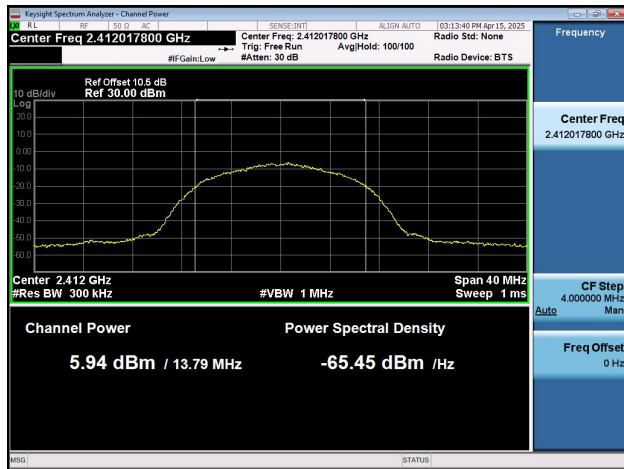 Keysight Spectrum Analyzer - Channel Power
RL RF 50 Ω AC SENSE:INT ALIGN AUTO 03:13:40 PM Apr 15, 2025
Center Freq 2.412017800 GHz
Center Freq: 2.412017800 GHz
Radio Std: None
Trig: Free Run Avg|Hold: 100/100
#IFGain:Low
#Atten: 30 dB
Radio Device: BTS
Frequency
Ref Offset 10.5 dB
10 dB/div
Ref 30.00 dBm
Log
20.0
10.0
0.00
-10.0
-20.0
-30.0
-40.0
-50.0
-60.0
Center Freq
2.412017800 GHz
Center 2.412 GHz
Span 40 MHz
#Res BW 300 kHz
#VBW 1 MHz
Sweep 1 ms
CF Step
4.000000 MHz
Auto Man
Channel Power
Power Spectral Density
5.94 dBm / 13.79 MHz
-65.45 dBm /Hz
Freq Offset
0 Hz
MSG
STATUS